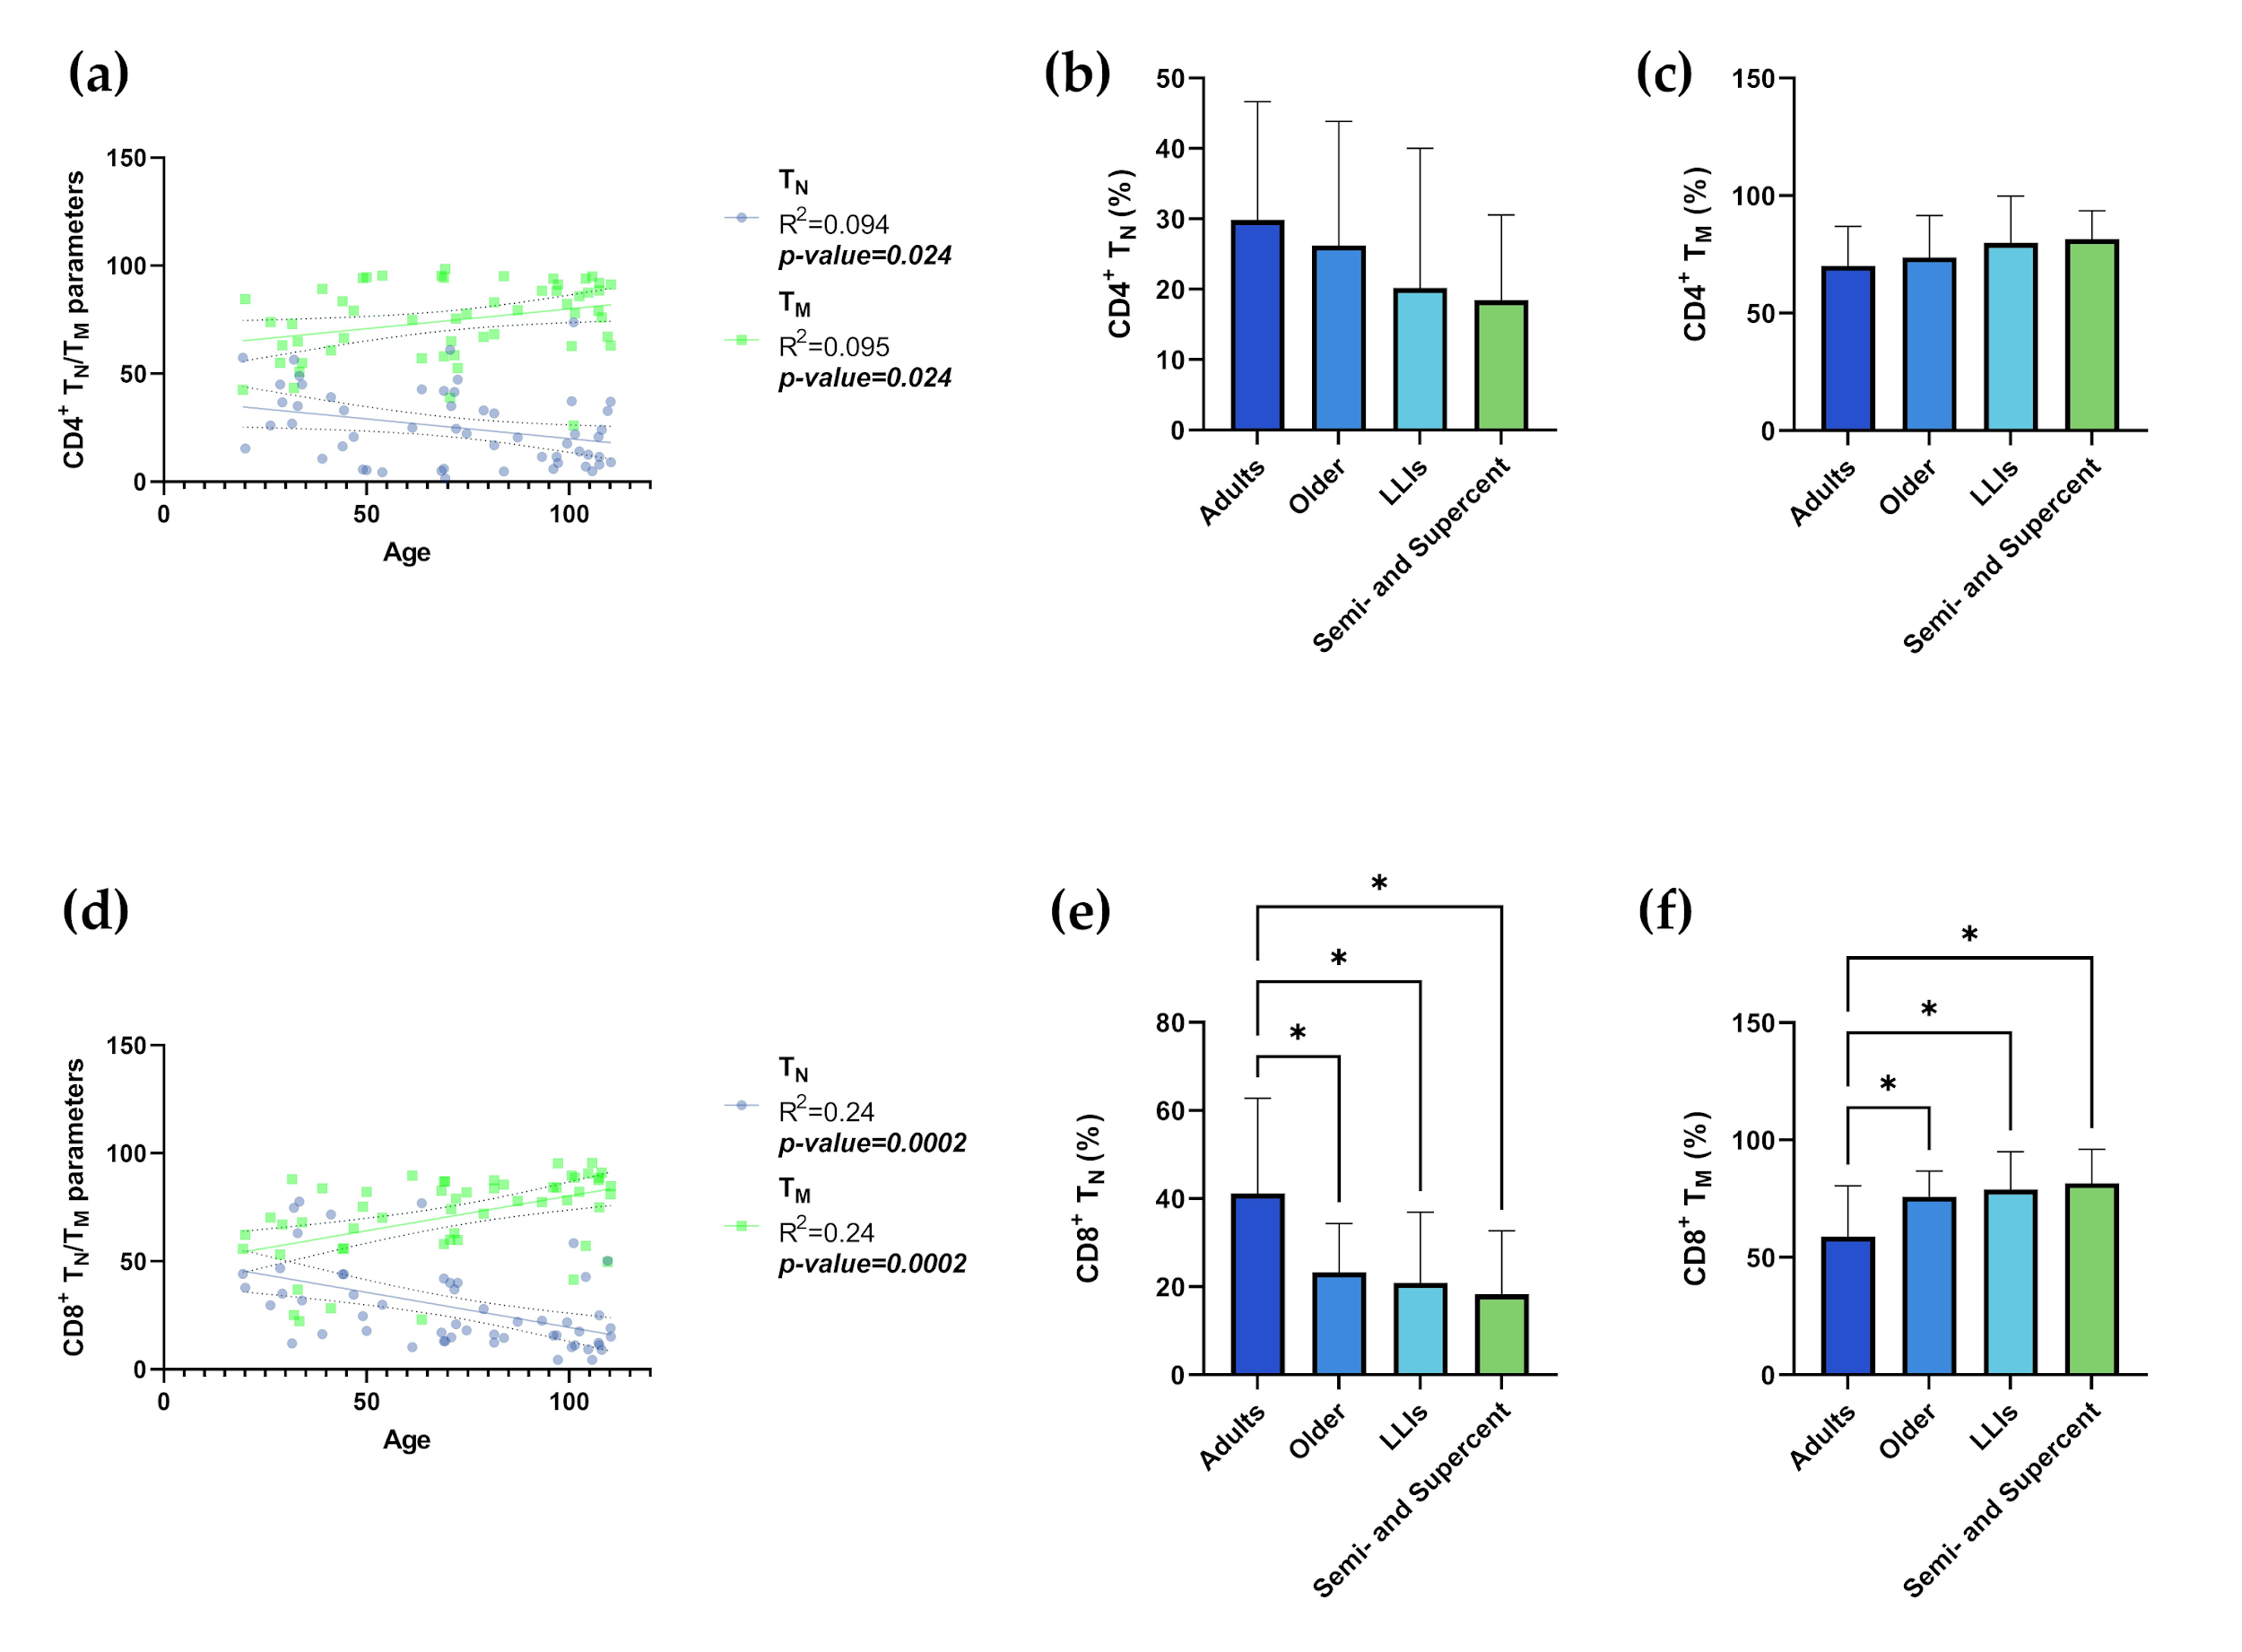 (a)
150
100
50
0
0
50
100
CD4+ TN/TM parameters
Age
TN
R2=0.094
p-value=0.024
TM
R2=0.095
p-value=0.024
(b)
50
40
30
20
10
0
CD4+ TN (%)
Adults
Older
LLIs
Semi- and Supercent
(c)
150
100
50
0
CD4+ TM (%)
Adults
Older
LLIs
Semi- and Supercent
(d)
150
100
50
0
0
50
100
CD8+ TN/TM parameters
Age
TN
R2=0.24
p-value=0.0002
TM
R2=0.24
p-value=0.0002
(e)
*
*
*
80
60
40
20
0
CD8+ TN (%)
Adults
Older
LLIs
Semi- and Supercent
(f)
*
*
*
150
100
50
0
CD8+ TM (%)
Adults
Older
LLIs
Semi- and Supercent